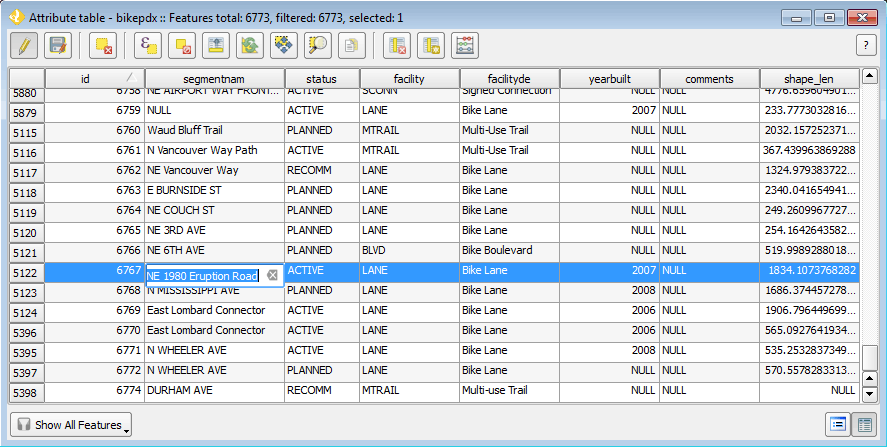 Attribute table - bikepdx :: Features total: 6773, filtered: 6773, selected: 1
?
id segmentnam status facility facilityde yearbuilt comments shape_len
5880 6758 NE AIRPORT WAY FRONT... ACTIVE SCONN Signed Connection NULL NULL 4776.659604901...
5879 6759 NULL ACTIVE LANE Bike Lane 2007 NULL 233.7773032816...
5115 6760 Waud Bluff Trail PLANNED MTRAIL Multi-Use Trail NULL NULL 2032.157252371...
5116 6761 N Vancouver Way Path ACTIVE MTRAIL Multi-Use Trail NULL NULL 367.439963869288
5117 6762 NE Vancouver Way RECOMM LANE Bike Lane NULL NULL 1324.979383722...
5118 6763 E BURNSIDE ST PLANNED LANE Bike Lane NULL NULL 2340.041654941...
5119 6764 NE COUCH ST PLANNED LANE Bike Lane NULL NULL 249.2609967727...
5120 6765 NE 3RD AVE PLANNED LANE Bike Lane NULL NULL 254.1642643582...
5121 6766 NE 6TH AVE PLANNED BLVD Bike Boulevard NULL NULL 519.9989288018...
5122 6767 NE 1980 Eruption Road ACTIVE LANE Bike Lane 2007 NULL 1834.1073768282
5123 6768 N MISSISSIPPI AVE PLANNED LANE Bike Lane 2008 NULL 1686.374457278...
5124 6769 East Lombard Connector ACTIVE LANE Bike Lane 2006 NULL 1906.796449699...
5396 6770 East Lombard Connector ACTIVE LANE Bike Lane 2006 NULL 565.0927641934...
5395 6771 N WHEELER AVE ACTIVE LANE Bike Lane 2008 NULL 535.2532837349...
5397 6772 N WHEELER AVE PLANNED LANE Bike Lane NULL NULL 570.5578283313...
5398 6774 DURHAM AVE RECOMM MTRAIL Multi-use Trail NULL NULL NULL
Show All Features